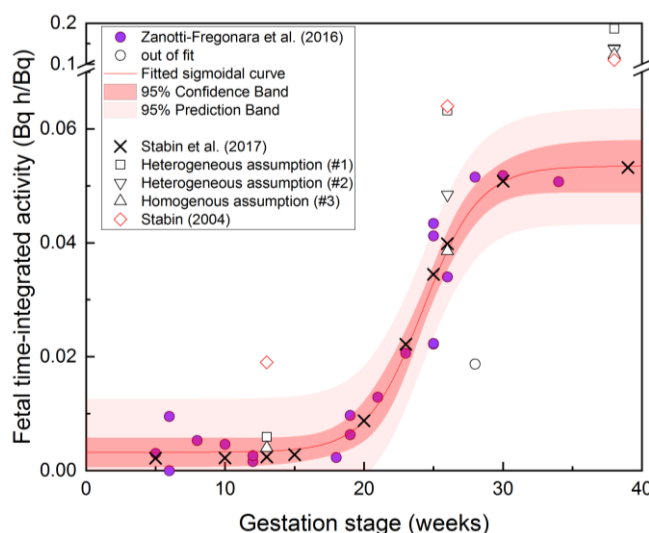 0.2
0.1
0.06
0.04
0.02
0.00
Fetal time-integrated activity (Bq h/Bq)
Zanotti-Fregonara et al. (2016)
out of fit
Fitted sigmoidal curve
95% Confidence Band
95% Prediction Band
Stabin et al. (2017)
Heterogeneous assumption (#1)
Heterogeneous assumption (#2)
Homogenous assumption (#3)
Stabin (2004)
0 10 20 30 40
Gestation stage (weeks)